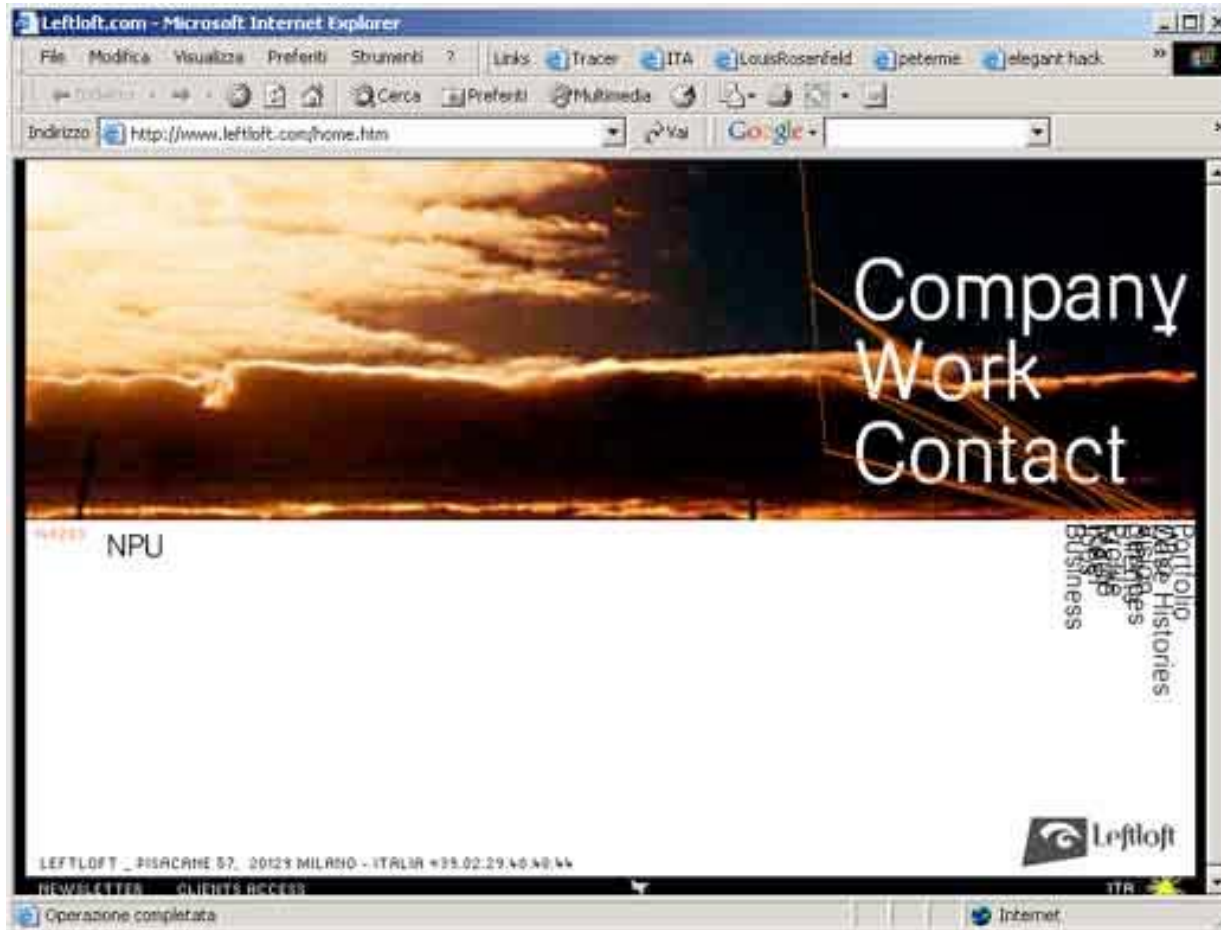 Leftloft.com - Microsoft Internet Explorer
File Modifica Visualizza Preferiti Strumenti ? Links Tracer ITA LouisRosenfeld peterme elegant hack »
Cerca Preferiti Multimedia
Indirizzo http://www.leftloft.com/home.htm Vai Google
Company
Work
Contact
NPU
Portfolio
Case Histories
Business
Leftloft
LEFTLOFT _ PISACANE 57, 20129 MILANO - ITALIA +39.02.29.40.40.44
NEWSLETTER CLIENTS ACCESS ITA
Operazione completata Internet